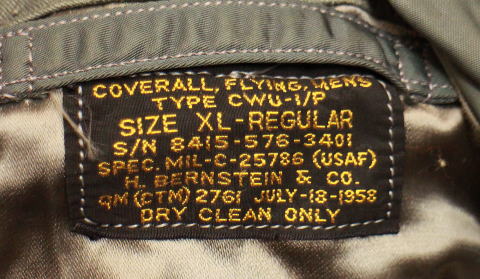 COVERALL, FLYING, MENS
TYPE CWU-1/P
SIZE XL-REGULAR
S/N 8415-576-3401
SPEC. MIL-C-25786 (USAF)
H. BERNSTEIN & CO.
QM (CTM) 2761 JULY-18-1958
DRY CLEAN ONLY